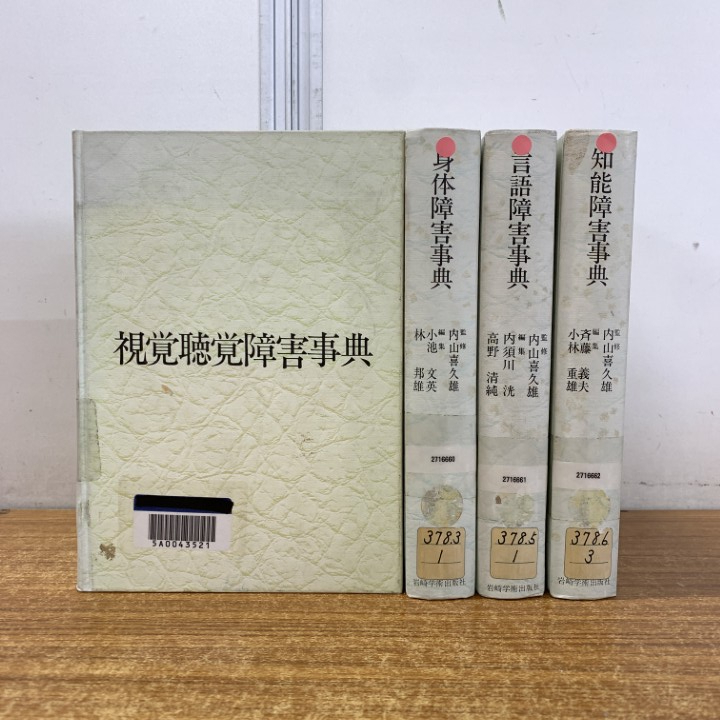 視覚聴覚障害事典
5A0043521
身体障害事典
監修 内山喜久雄
編集 小池文英
林邦雄
2716660
378.3
1
岩崎学術出版社
言語障害事典
監修 内山喜久雄
編集 内須川洸
高野清純
2716661
378.5
1
岩崎学術出版社
知能障害事典
監修 内山喜久雄
編集 斉藤義夫
小林重雄
2716662
378.6
3
岩崎学術出版社